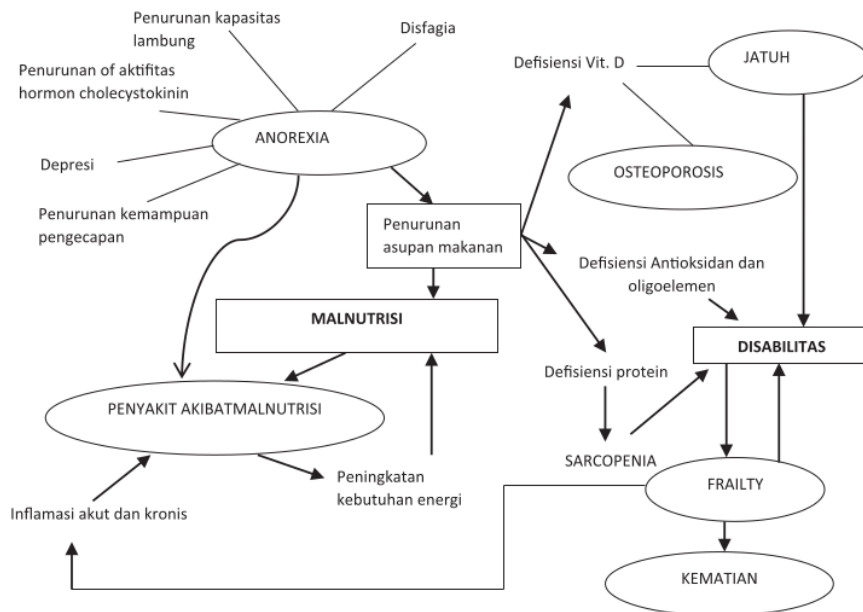 Penurunan kapasitas
lambung
Disfagia
Penurunan of aktifitas
hormon cholecystokinin
ANOREXIA
Depresi
Penurunan kemampuan
pengecapan
Defisiensi Vit. D
JATUH
OSTEOPOROSIS
Penurunan
asupan makanan
Defisiensi Antioksidan dan
oligoelemen
MALNUTRISI
DISABILITAS
Defisiensi protein
PENYAKIT AKIBATMALNUTRISI
SARCOPENIA
Peningkatan
kebutuhan energi
FRAILTY
Inflamasi akut dan kronis
KEMATIAN